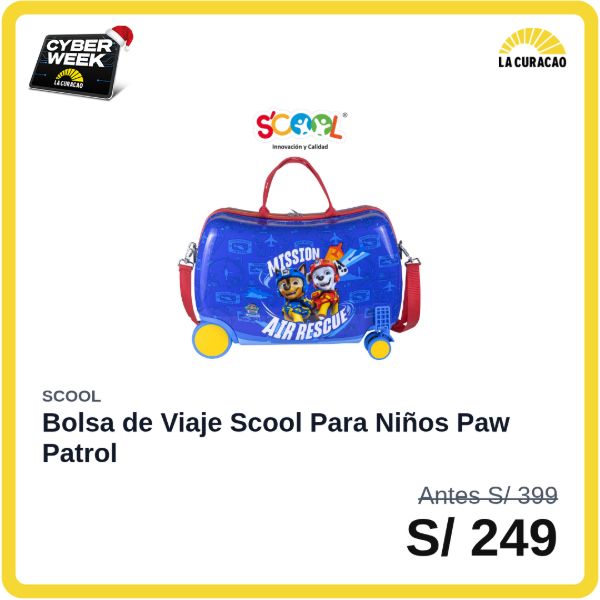 CYBER
WEEK
LA CURACAO
LA CURACAO
S'COOL®
Innovación y Calidad
MISSION
AIR RESCUE
SCOOL
Bolsa de Viaje Scool Para Niños Paw
Patrol
Antes S/ 399
S/ 249